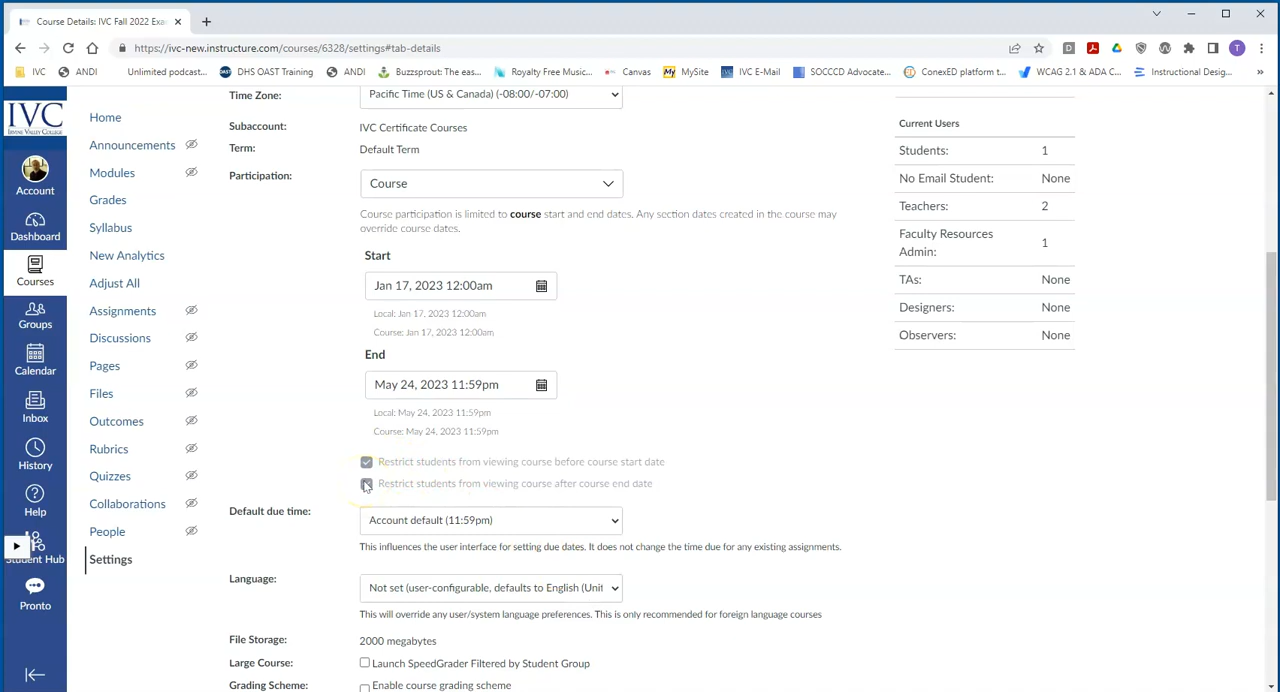 Course Details: IVC Fall 2022 Exa
https://ivc-new.instructure.com/courses/6328/settings#tab-details
T
IVC
ANDI
Unlimited podcast...
OAST
DHS OAST Training
ANDI
Buzzsprout: The eas...
Royalty Free Music...
Canvas
My
MySite
IVC E-Mail
SOCCCD Advocate...
ConexED platform t...
WCAG 2.1 & ADA C...
Instructional Desig...
»
IVC
IRVINE VALLEY COLLEGE
Account
Dashboard
Courses
Groups
Calendar
Inbox
History
Help
Student Hub
Pronto
Home
Announcements
Modules
Grades
Syllabus
New Analytics
Adjust All
Assignments
Discussions
Pages
Files
Outcomes
Rubrics
Quizzes
Collaborations
People
Settings
Time Zone:
Pacific Time (US & Canada) (-08:00/-07:00)
Subaccount:
IVC Certificate Courses
Term:
Default Term
Participation:
Course
Course participation is limited to course start and end dates. Any section dates created in the course may
override course dates.
Start
Jan 17, 2023 12:00am
Local: Jan 17, 2023 12:00am
Course: Jan 17, 2023 12:00am
End
May 24, 2023 11:59pm
Local: May 24, 2023 11:59pm
Course: May 24, 2023 11:59pm
Restrict students from viewing course before course start date
Restrict students from viewing course after course end date
Default due time:
Account default (11:59pm)
This influences the user interface for setting due dates. It does not change the time due for any existing assignments.
Language:
Not set (user-configurable, defaults to English (Unit
This will override any user/system language preferences. This is only recommended for foreign language courses
File Storage:
2000 megabytes
Large Course:
Launch SpeedGrader Filtered by Student Group
Grading Scheme:
Enable course grading scheme
Current Users
Students:
1
No Email Student:
None
Teachers:
2
Faculty Resources
Admin:
1
TAs:
None
Designers:
None
Observers:
None